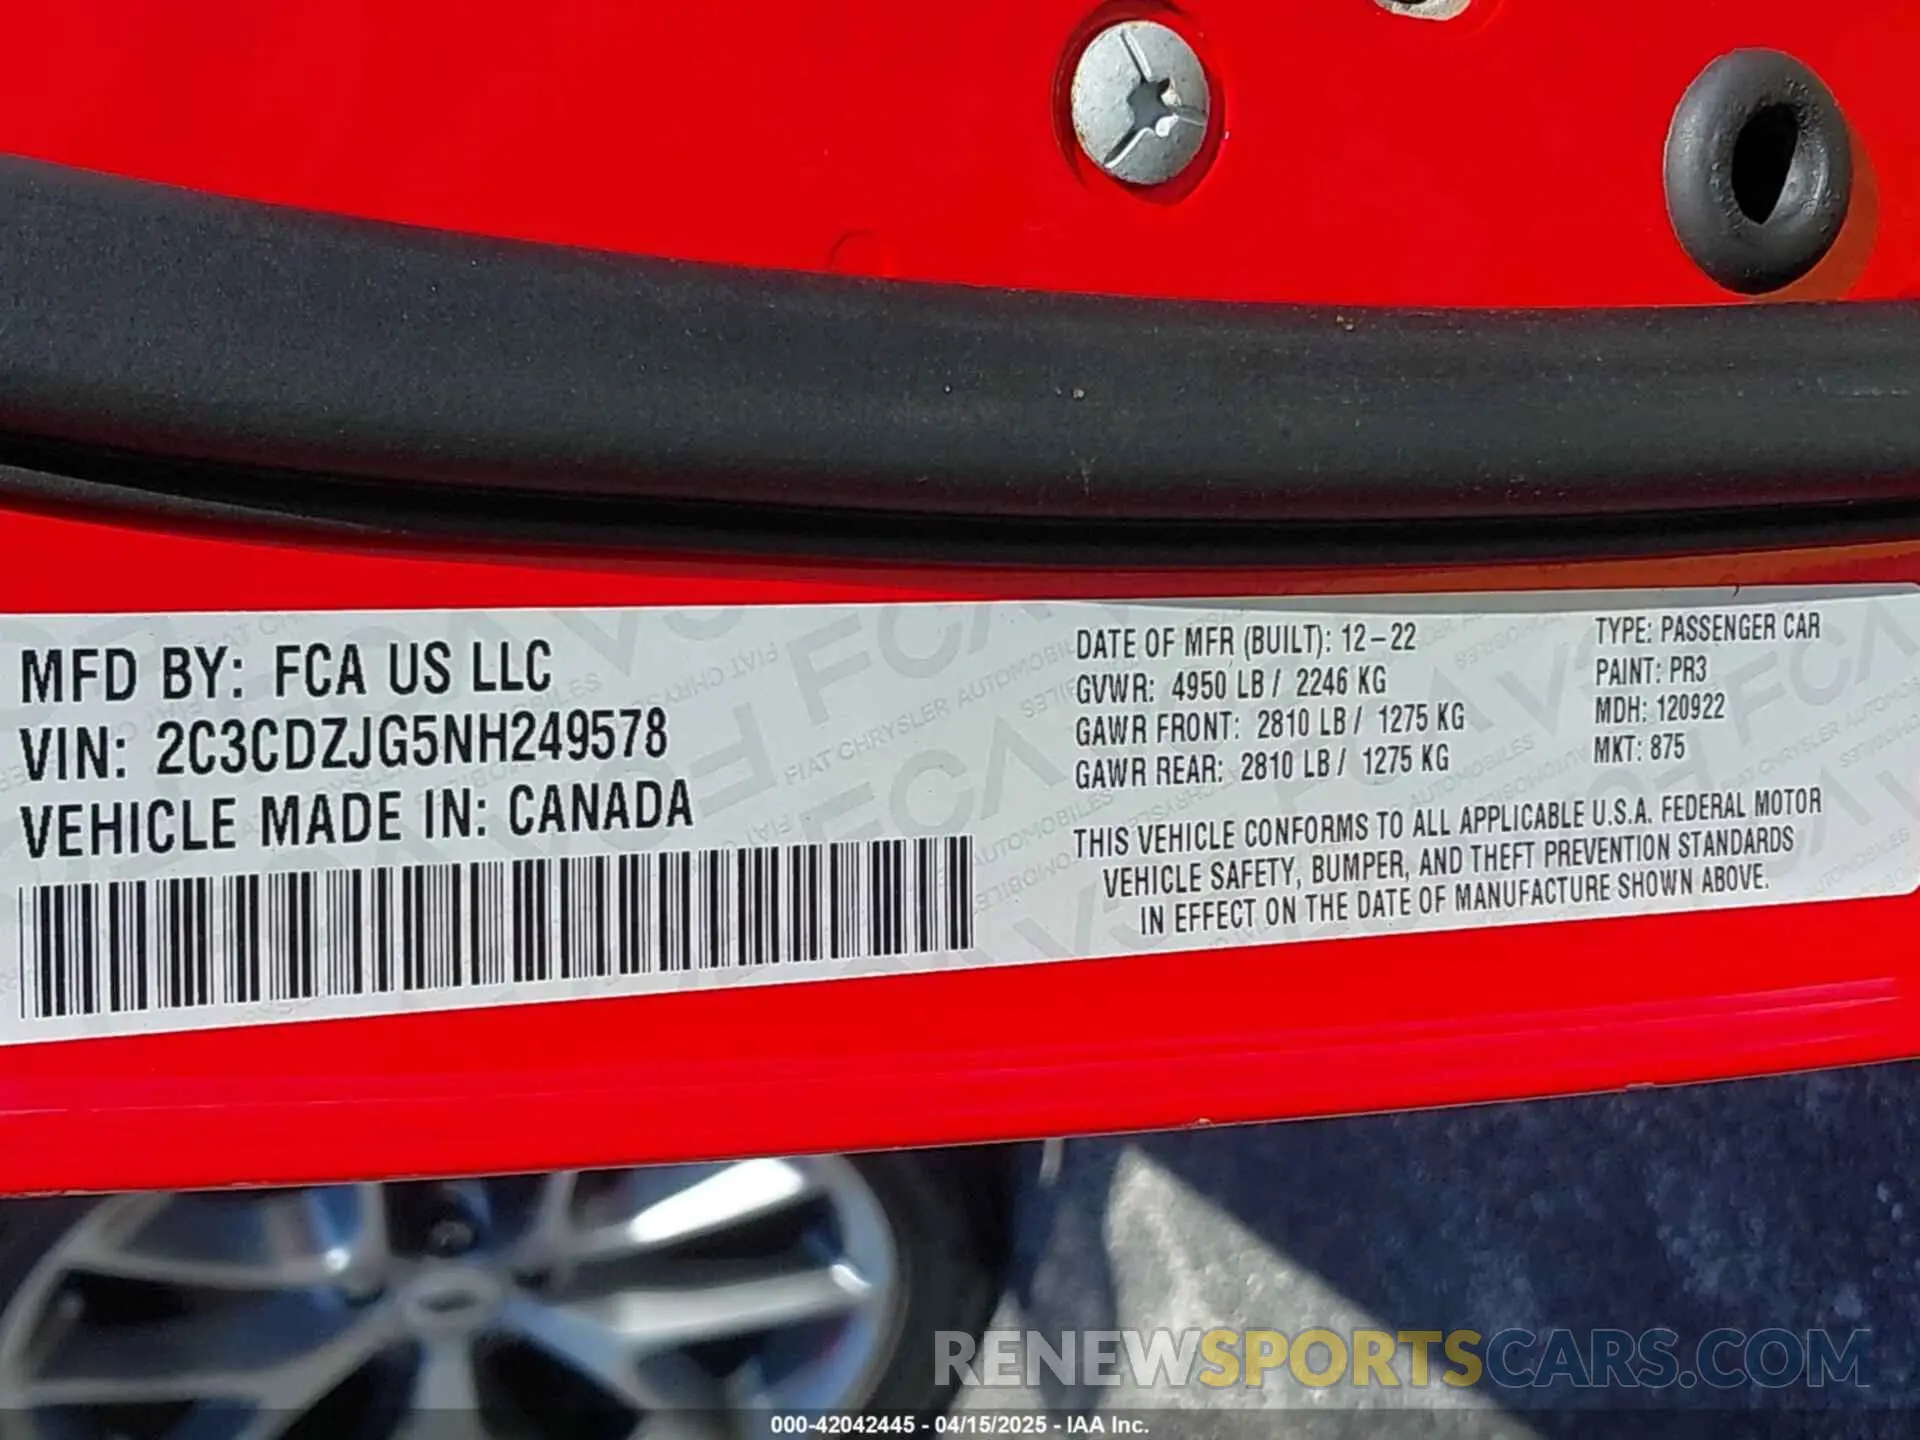 MFD BY: FCA US LLC
VIN: 2C3CDZJG5NH249578
VEHICLE MADE IN: CANADA
DATE OF MFR (BUILT): 12-22
GVWR: 4950 LB / 2246 KG
GAWR FRONT: 2810 LB / 1275 KG
GAWR REAR: 2810 LB / 1275 KG
TYPE: PASSENGER CAR
PAINT: PR3
MDH: 120922
MKT: 875
THIS VEHICLE CONFORMS TO ALL APPLICABLE U.S.A. FEDERAL MOTOR
VEHICLE SAFETY, BUMPER, AND THEFT PREVENTION STANDARDS
IN EFFECT ON THE DATE OF MANUFACTURE SHOWN ABOVE.
RENEWSPORTSCARS.COM
000-42042445 - 04/15/2025 - IAA Inc.